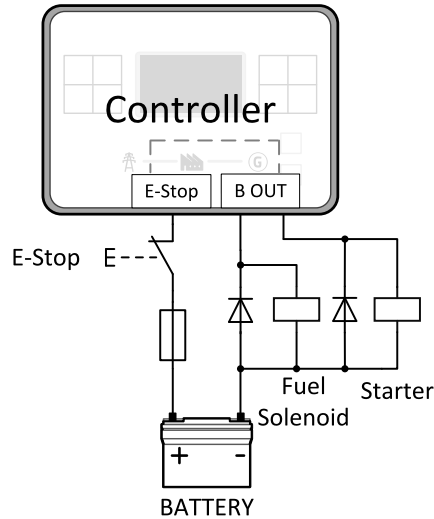 Controller
G
E-Stop B OUT
E-Stop
Fuel
Solenoid
Starter
+ -
BATTERY